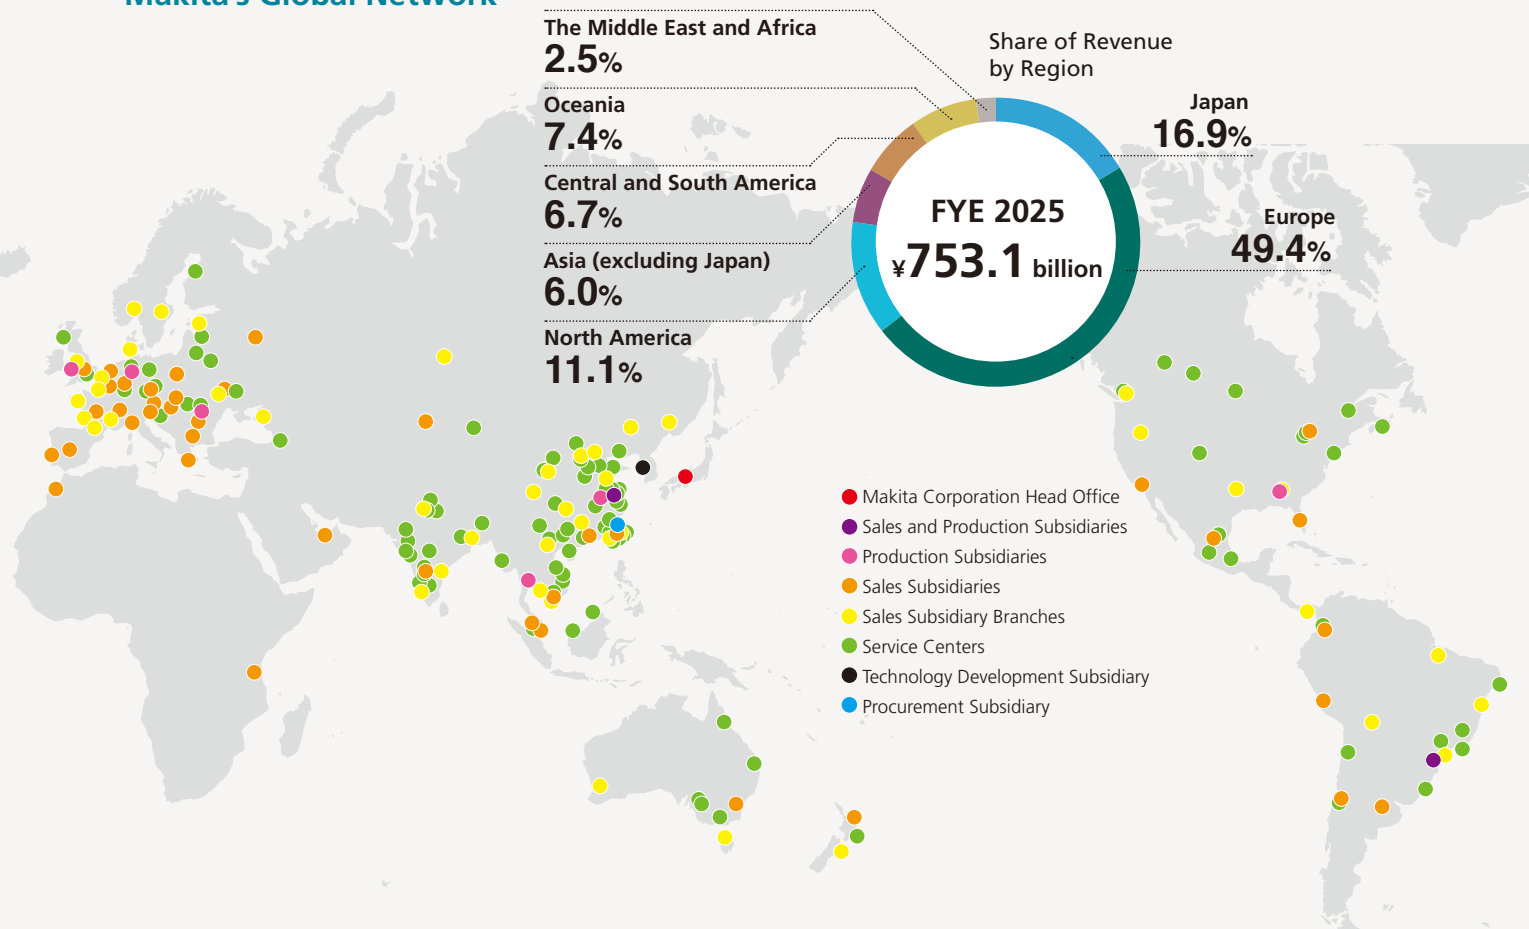 Makita's Global Network
The Middle East and Africa
2.5%
Oceania
7.4%
Central and South America
6.7%
Asia (excluding Japan)
6.0%
North America
11.1%
Share of Revenue
by Region
Japan
16.9%
Europe
49.4%
FYE 2025
¥753.1 billion
Makita Corporation Head Office
Sales and Production Subsidiaries
Production Subsidiaries
Sales Subsidiaries
Sales Subsidiary Branches
Service Centers
Technology Development Subsidiary
Procurement Subsidiary